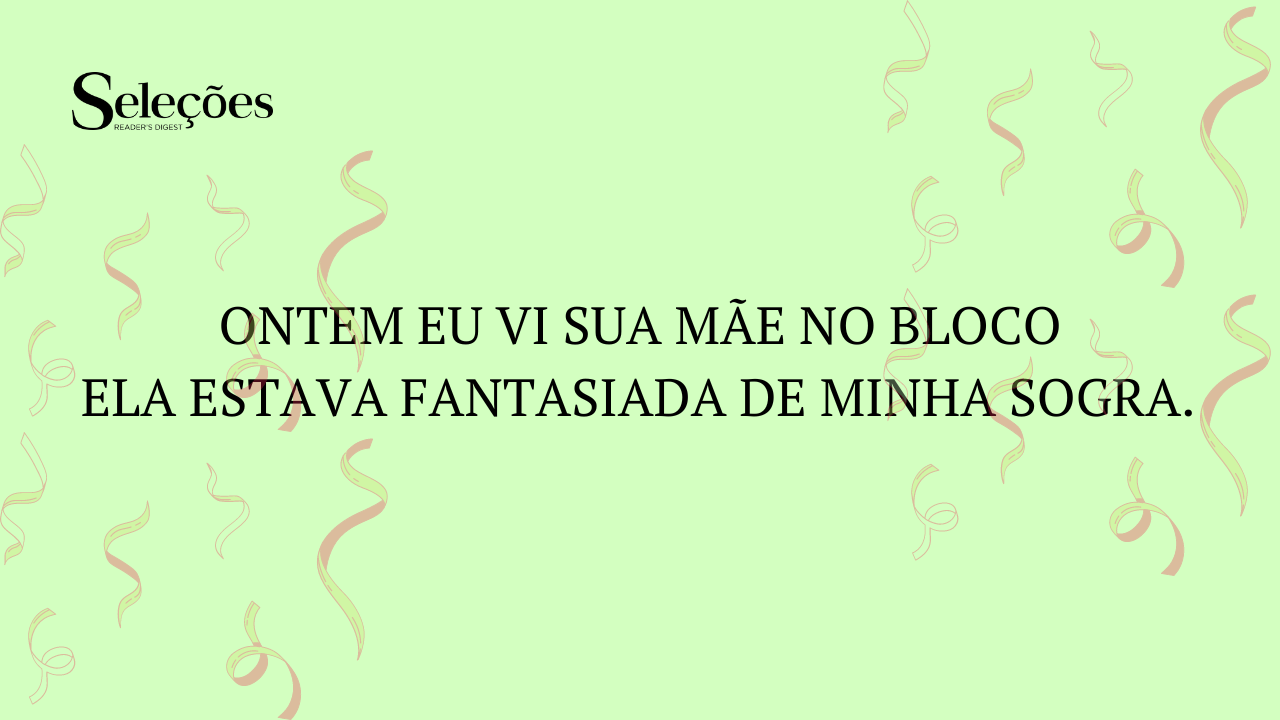 Seleções
READER'S DIGEST
ONTEM EU VI SUA MÃE NO BLOCO
ELA ESTAVA FANTASIADA DE MINHA SOGRA.